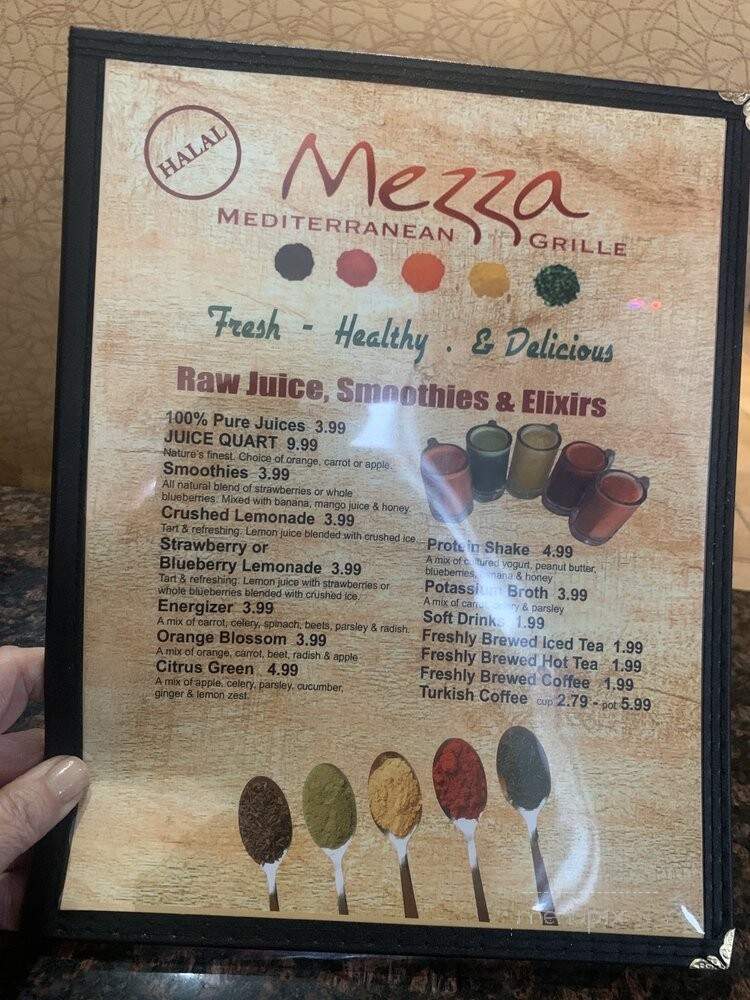 HALAL
Mezza
MEDITERRANEAN GRILLE
Fresh - Healthy . & Delicious
Raw Juice, Smoothies & Elixirs
100% Pure Juices 3.99
JUICE QUART 9.99
Nature's finest. Choice of orange, carrot or apple.
Smoothies 3.99
All natural blend of strawberries or whole
blueberries. Mixed with banana, mango juice & honey.
Crushed Lemonade 3.99
Tart & refreshing. Lemon juice blended with crushed ice.
Strawberry or
Blueberry Lemonade 3.99
Tart & refreshing. Lemon juice with strawberries or
whole blueberries blended with crushed ice.
Energizer 3.99
A mix of carrot, celery, spinach, beets, parsley & radish.
Orange Blossom 3.99
A mix of orange, carrot, beet, radish & apple
Citrus Green 4.99
A mix of apple, celery, parsley, cucumber,
ginger & lemon zest.
Protein Shake 4.99
A mix of cultured yogurt, peanut butter,
blueberries, banana & honey
Potassium Broth 3.99
A mix of carrot, celery & parsley
Soft Drinks 1.99
Freshly Brewed Iced Tea 1.99
Freshly Brewed Hot Tea 1.99
Freshly Brewed Coffee 1.99
Turkish Coffee cup 2.79 - pot 5.99